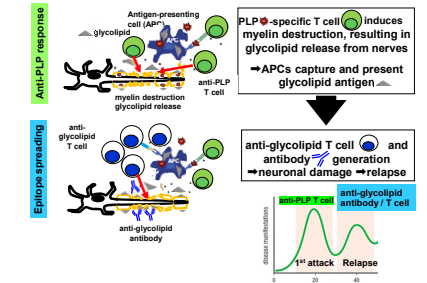 Anti-PLP response
Antigen-presenting
cell (APC)
glycolipid
APC
anti-PLP
T cell
myelin destruction
glycolipid release
PLP -specific T cell induces
myelin destruction, resulting in
glycolipid release from nerves
➡APCs capture and present
glycolipid antigen
Epitope spreading
anti-
glycolipid
T cell
APC
anti-glycolipid
antibody
anti-glycolipid T cell and
antibody generation
➡neuronal damage ➡relapse
anti-PLP T cell
anti-glycolipid
antibody / T cell
disease manifestations
1st attack
Relapse
20
40